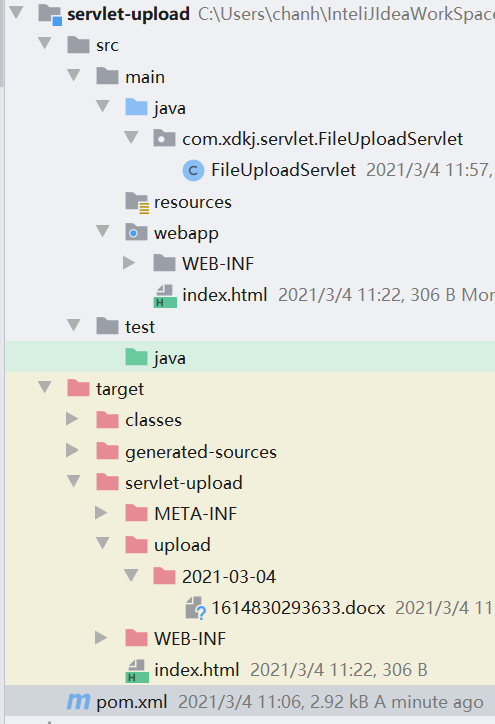 servlet-upload C:\Users\chanh\InteliJIdeaWorkSpace
src
main
java
com.xdkj.servlet.FileUploadServlet
C FileUploadServlet 2021/3/4 11:57,
resources
webapp
WEB-INF
H index.html 2021/3/4 11:22, 306 B Mor
test
java
target
classes
generated-sources
servlet-upload
META-INF
upload
2021-03-04
? 1614830293633.docx 2021/3/4 11
WEB-INF
H index.html 2021/3/4 11:22, 306 B
m pom.xml 2021/3/4 11:06, 2.92 kB A minute ago